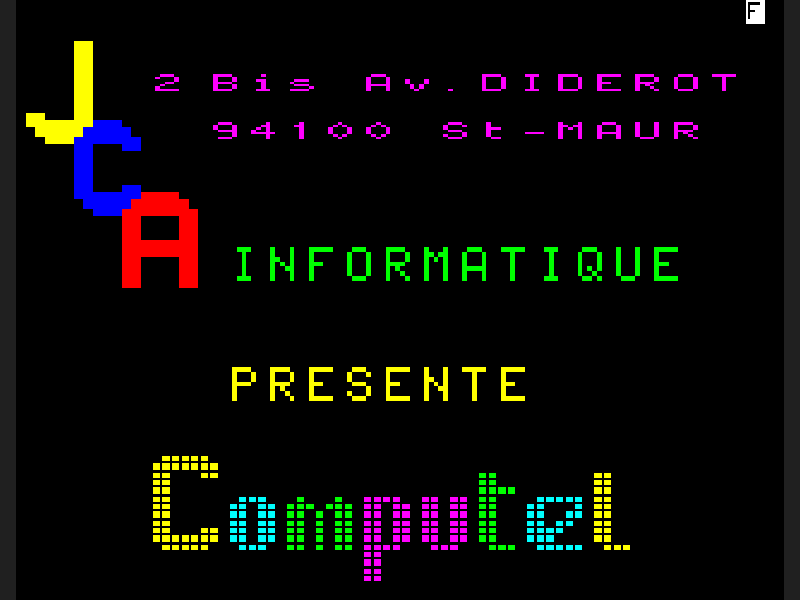 F
2 Bis Av.DIDEROT
94100 St-MAUR
JCA INFORMATIQUE
PRESENTE
Computel